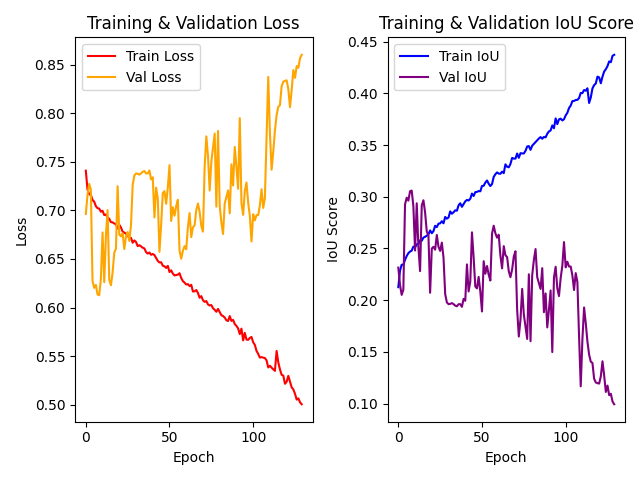 Training & Validation Loss
Train Loss
Val Loss
0.85
0.80
0.75
0.70
0.65
0.60
0.55
0.50
Loss
0
50
100
Epoch
Training & Validation IoU Score
Train IoU
Val IoU
0.45
0.40
0.35
0.30
0.25
0.20
0.15
0.10
IoU Score
0
50
100
Epoch